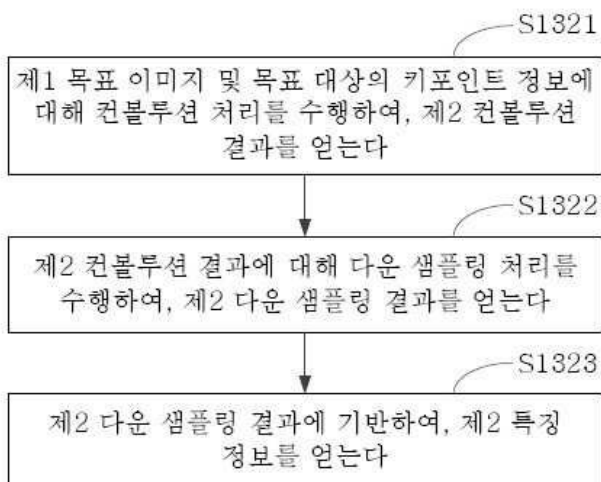 S1321
제1 목표 이미지 및 목표 대상의 키포인트 정보에
대해 컨볼루션 처리를 수행하여, 제2 컨볼루션
결과를 얻는다
S1322
제2 컨볼루션 결과에 대해 다운 샘플링 처리를
수행하여, 제2 다운 샘플링 결과를 얻는다
S1323
제2 다운 샘플링 결과에 기반하여, 제2 특징
정보를 얻는다